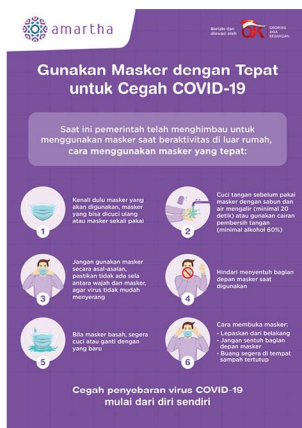 amartha
Berizin dan
diawasi oleh
OTORITAS
JASA
KEUANGAN
Gunakan Masker dengan Tepat
untuk Cegah COVID-19
Saat ini pemerintah telah menghimbau untuk
menggunakan masker saat beraktivitas di luar rumah,
cara menggunakan masker yang tepat:
1
Kenali dulu masker yang
akan digunakan, masker
yang bisa dicuci ulang
atau masker sekali pakai
2
Cuci tangan sebelum pakai
masker dengan sabun dan
air mengalir (minimal 20
detik) atau gunakan cairan
pembersih tangan
(minimal alkohol 60%)
3
Jangan gunakan masker
secara asal-asalan,
pastikan tidak ada sela
antara wajah dan masker,
agar virus tidak mudah
menyerang
4
Hindari menyentuh bagian
depan masker saat
digunakan
5
Bila masker basah, segera
cuci atau ganti dengan
yang baru
6
Cara membuka masker:
- Lepaskan dari belakang
- Jangan sentuh bagian
depan masker
- Buang segera di tempat
sampah tertutup
Cegah penyebaran virus COVID-19
mulai dari diri sendiri